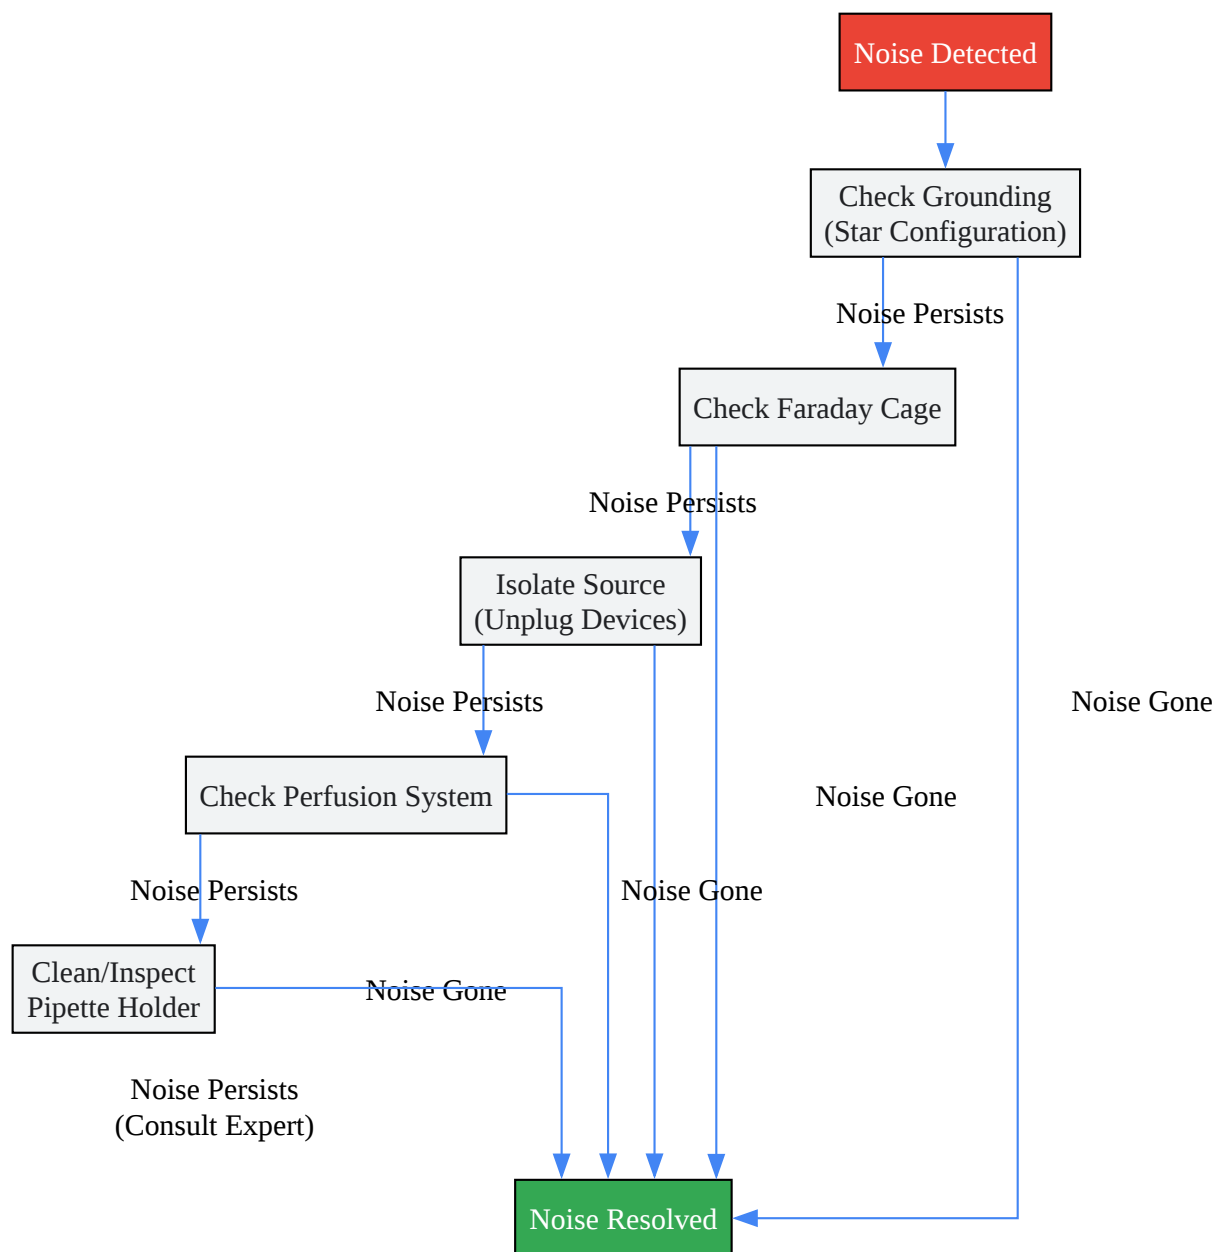 Noise Detected
Check Grounding
(Star Configuration)
Noise Persists
Check Faraday Cage
Noise Persists
Isolate Source
(Unplug Devices)
Noise Persists
Noise Gone
Check Perfusion System
Noise Gone
Noise Persists
Noise Gone
Clean/Inspect
Pipette Holder
Noise Gone
Noise Persists
(Consult Expert)
Noise Resolved